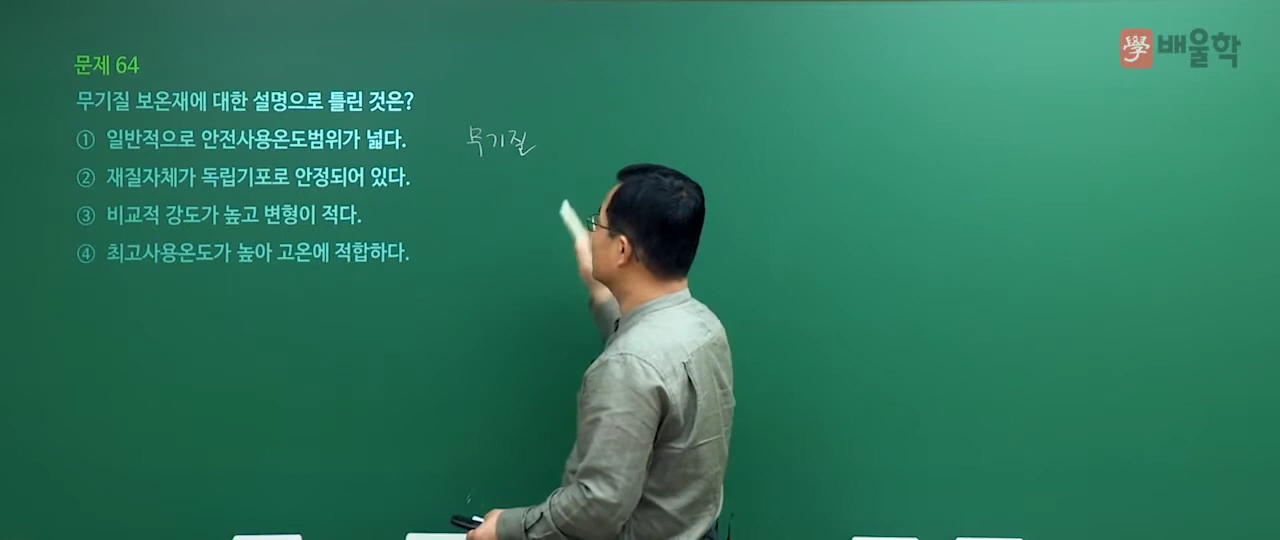 學 배울학
문제 64
무기질 보온재에 대한 설명으로 틀린 것은?
① 일반적으로 안전사용온도범위가 넓다.
② 재질자체가 독립기포로 안정되어 있다.
③ 비교적 강도가 높고 변형이 적다.
④ 최고사용온도가 높아 고온에 적합하다.
무기질